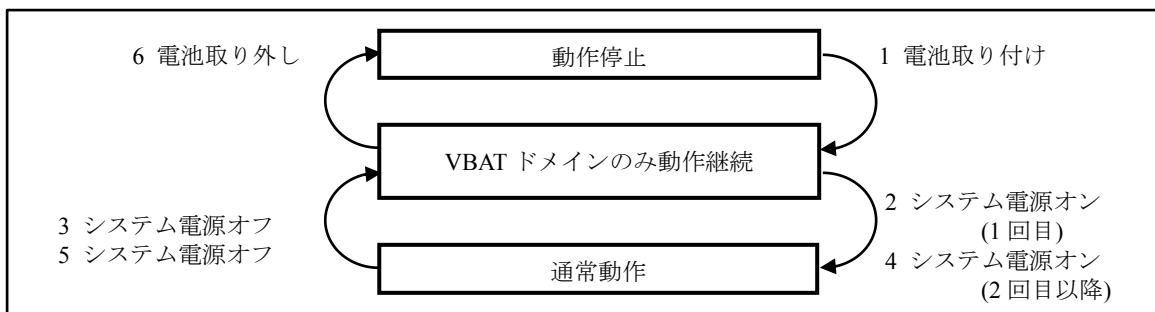 6 電池取り外し
動作停止
1 電池取り付け
VBAT ドメインのみ動作継続
3 システム電源オフ
5 システム電源オフ
通常動作
2 システム電源オン
(1 回目)
4 システム電源オン
(2 回目以降)